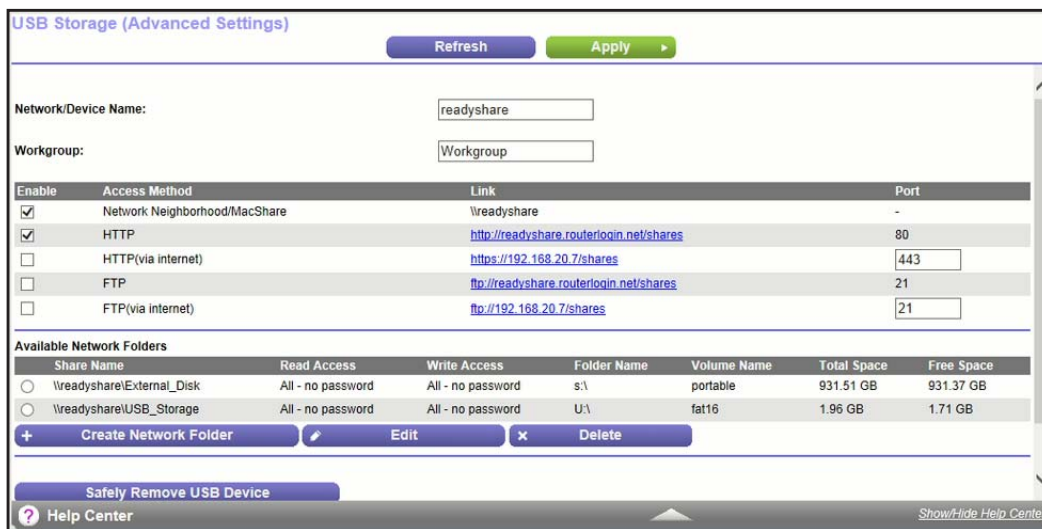 USB Storage (Advanced Settings)
Refresh Apply
Network/Device Name: readyshare
Workgroup: Workgroup
Enable Access Method Link Port
Network Neighborhood/MacShare \\readyshare -
HTTP http://readyshare.routerlogin.net/shares 80
HTTP(via internet) https://192.168.20.7/shares 443
FTP ftp://readyshare.routerlogin.net/shares 21
FTP(via internet) ftp://192.168.20.7/shares 21
Available Network Folders
Share Name Read Access Write Access Folder Name Volume Name Total Space Free Space
\\readyshare\External_Disk All - no password All - no password s:\ portable 931.51 GB 931.37 GB
\\readyshare\USB_Storage All - no password All - no password U:\ fat16 1.96 GB 1.71 GB
+ Create Network Folder Edit x Delete
Safely Remove USB Device
? Help Center Show/Hide Help Cente